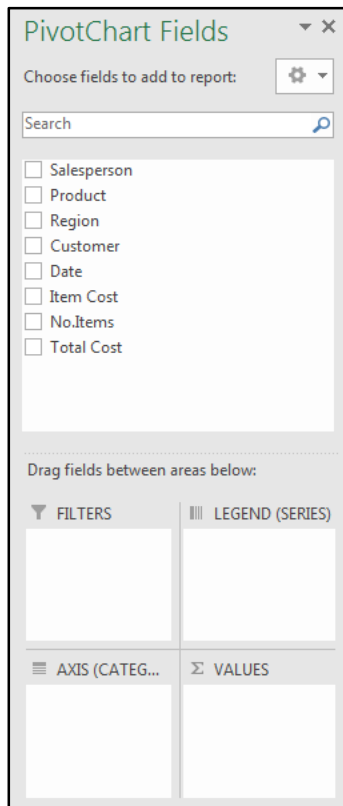 PivotChart Fields
Choose fields to add to report:
Search
Salesperson
Product
Region
Customer
Date
Item Cost
No.Items
Total Cost
Drag fields between areas below:
FILTERS
LEGEND (SERIES)
AXIS (CATEG...
VALUES